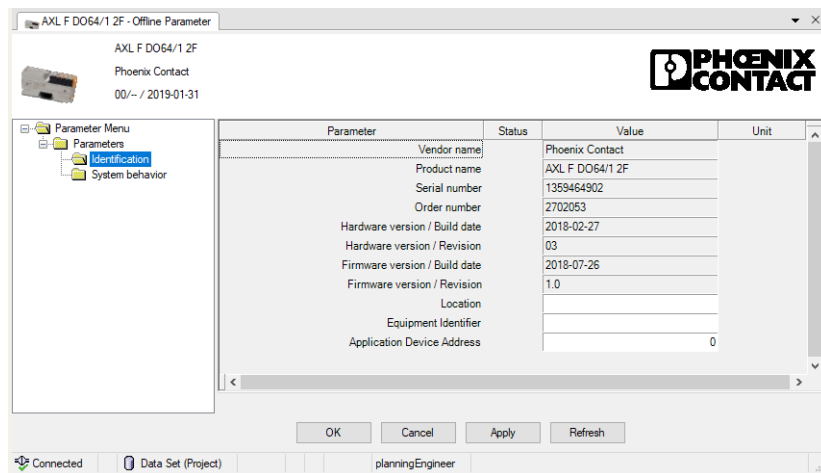 AXL F DO64/1 2F - Offline Parameter
AXL F DO64/1 2F
Phoenix Contact
00/-- / 2019-01-31
PHŒNIX
CONTACT
Parameter Menu
Parameters
Identification
System behavior
Parameter Status Value Unit
Vendor name Phoenix Contact
Product name AXL F DO64/1 2F
Serial number 1359464902
Order number 2702053
Hardware version / Build date 2018-02-27
Hardware version / Revision 03
Firmware version / Build date 2018-07-26
Firmware version / Revision 1.0
Location
Equipment Identifier
Application Device Address 0
OK Cancel Apply Refresh
Connected Data Set (Project) planningEngineer